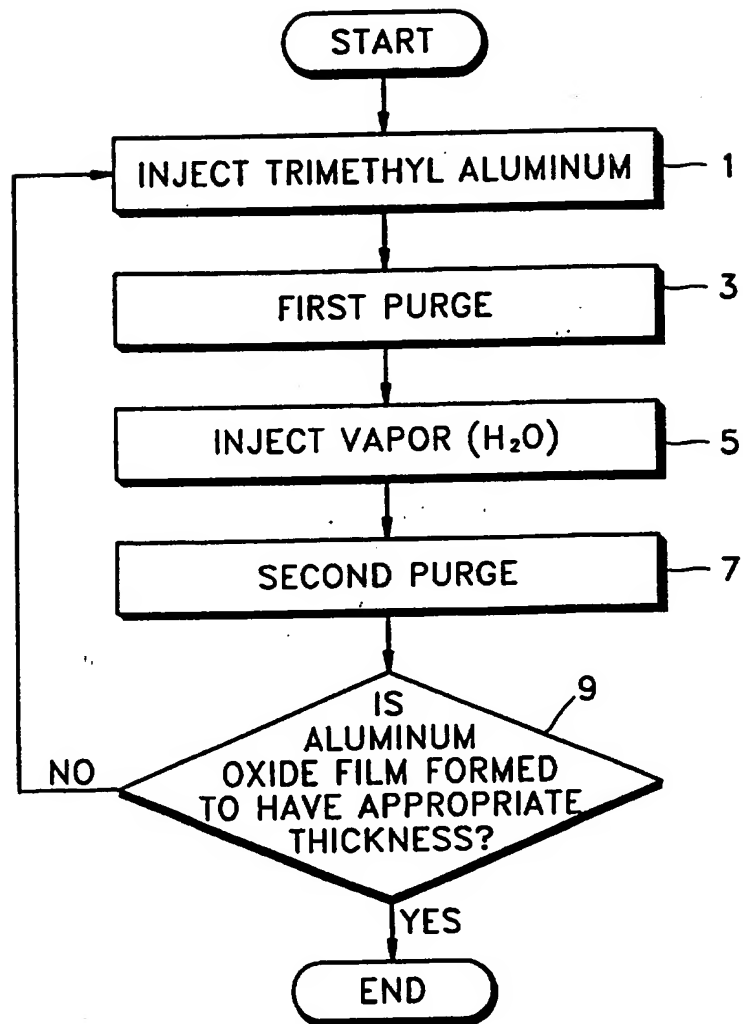 START
INJECT TRIMETHYL ALUMINUM
1
FIRST PURGE
3
INJECT VAPOR (H₂O)
5
SECOND PURGE
7
9
IS
ALUMINUM
OXIDE FILM FORMED
TO HAVE APPROPRIATE
THICKNESS?
NO
YES
END